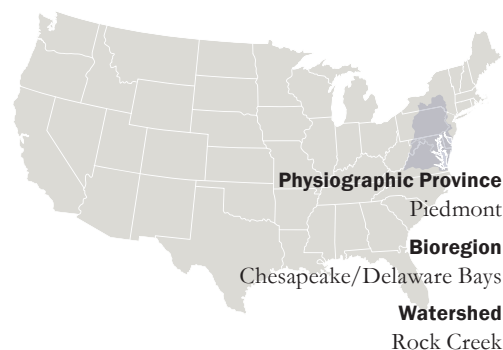 Physiographic Province
Piedmont
Bioregion
Chesapeake/Delaware Bays
Watershed
Rock Creek